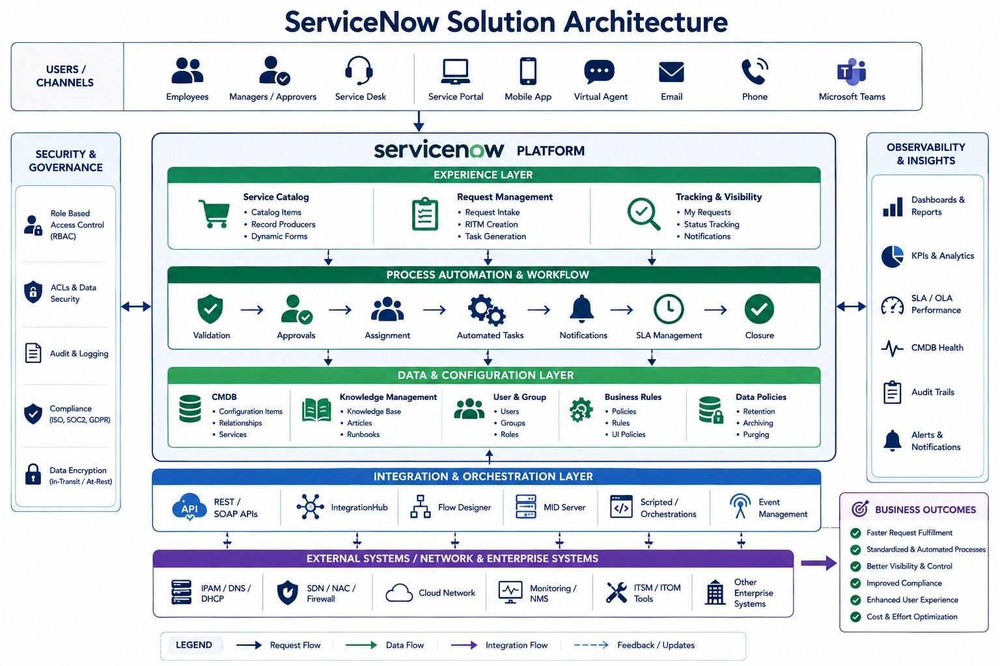 ServiceNow Solution Architecture
USERS /
CHANNELS
Employees
Managers / Approvers
Service Desk
Service Portal
Mobile App
Virtual Agent
Email
Phone
T
Microsoft Teams
SECURITY &
GOVERNANCE
Role Based
Access Control
(RBAC)
ACLs & Data
Security
Audit & Logging
Compliance
(ISO, SOC2, GDPR)
Data Encryption
(In-Transit / At-Rest)
servicenow PLATFORM
EXPERIENCE LAYER
Service Catalog
• Catalog Items
• Record Producers
• Dynamic Forms
Request Management
• Request Intake
• RITM Creation
• Task Generation
Tracking & Visibility
• My Requests
• Status Tracking
• Notifications
PROCESS AUTOMATION & WORKFLOW
Validation
Approvals
Assignment
Automated Tasks
Notifications
SLA Management
Closure
DATA & CONFIGURATION LAYER
CMDB
• Configuration Items
• Relationships
• Services
Knowledge Management
• Knowledge Base
• Articles
• Runbooks
User & Group
• Users
• Groups
• Roles
Business Rules
• Policies
• Rules
• UI Policies
Data Policies
• Retention
• Archiving
• Purging
OBSERVABILITY
& INSIGHTS
Dashboards &
Reports
KPIs & Analytics
SLA / OLA
Performance
CMDB Health
Audit Trails
Alerts &
Notifications
INTEGRATION & ORCHESTRATION LAYER
API
REST /
SOAP APIs
IntegrationHub
Flow Designer
MID Server
</>
Scripted /
Orchestrations
Event
Management
EXTERNAL SYSTEMS / NETWORK & ENTERPRISE SYSTEMS
IPAM / DNS /
DHCP
SDN / NAC /
Firewall
Cloud Network
Monitoring /
NMS
ITSM / ITOM
Tools
Other
Enterprise
Systems
BUSINESS OUTCOMES
Faster Request Fulfillment
Standardized & Automated Processes
Better Visibility & Control
Improved Compliance
Enhanced User Experience
Cost & Effort Optimization
LEGEND
Request Flow
Data Flow
Integration Flow
Feedback / Updates